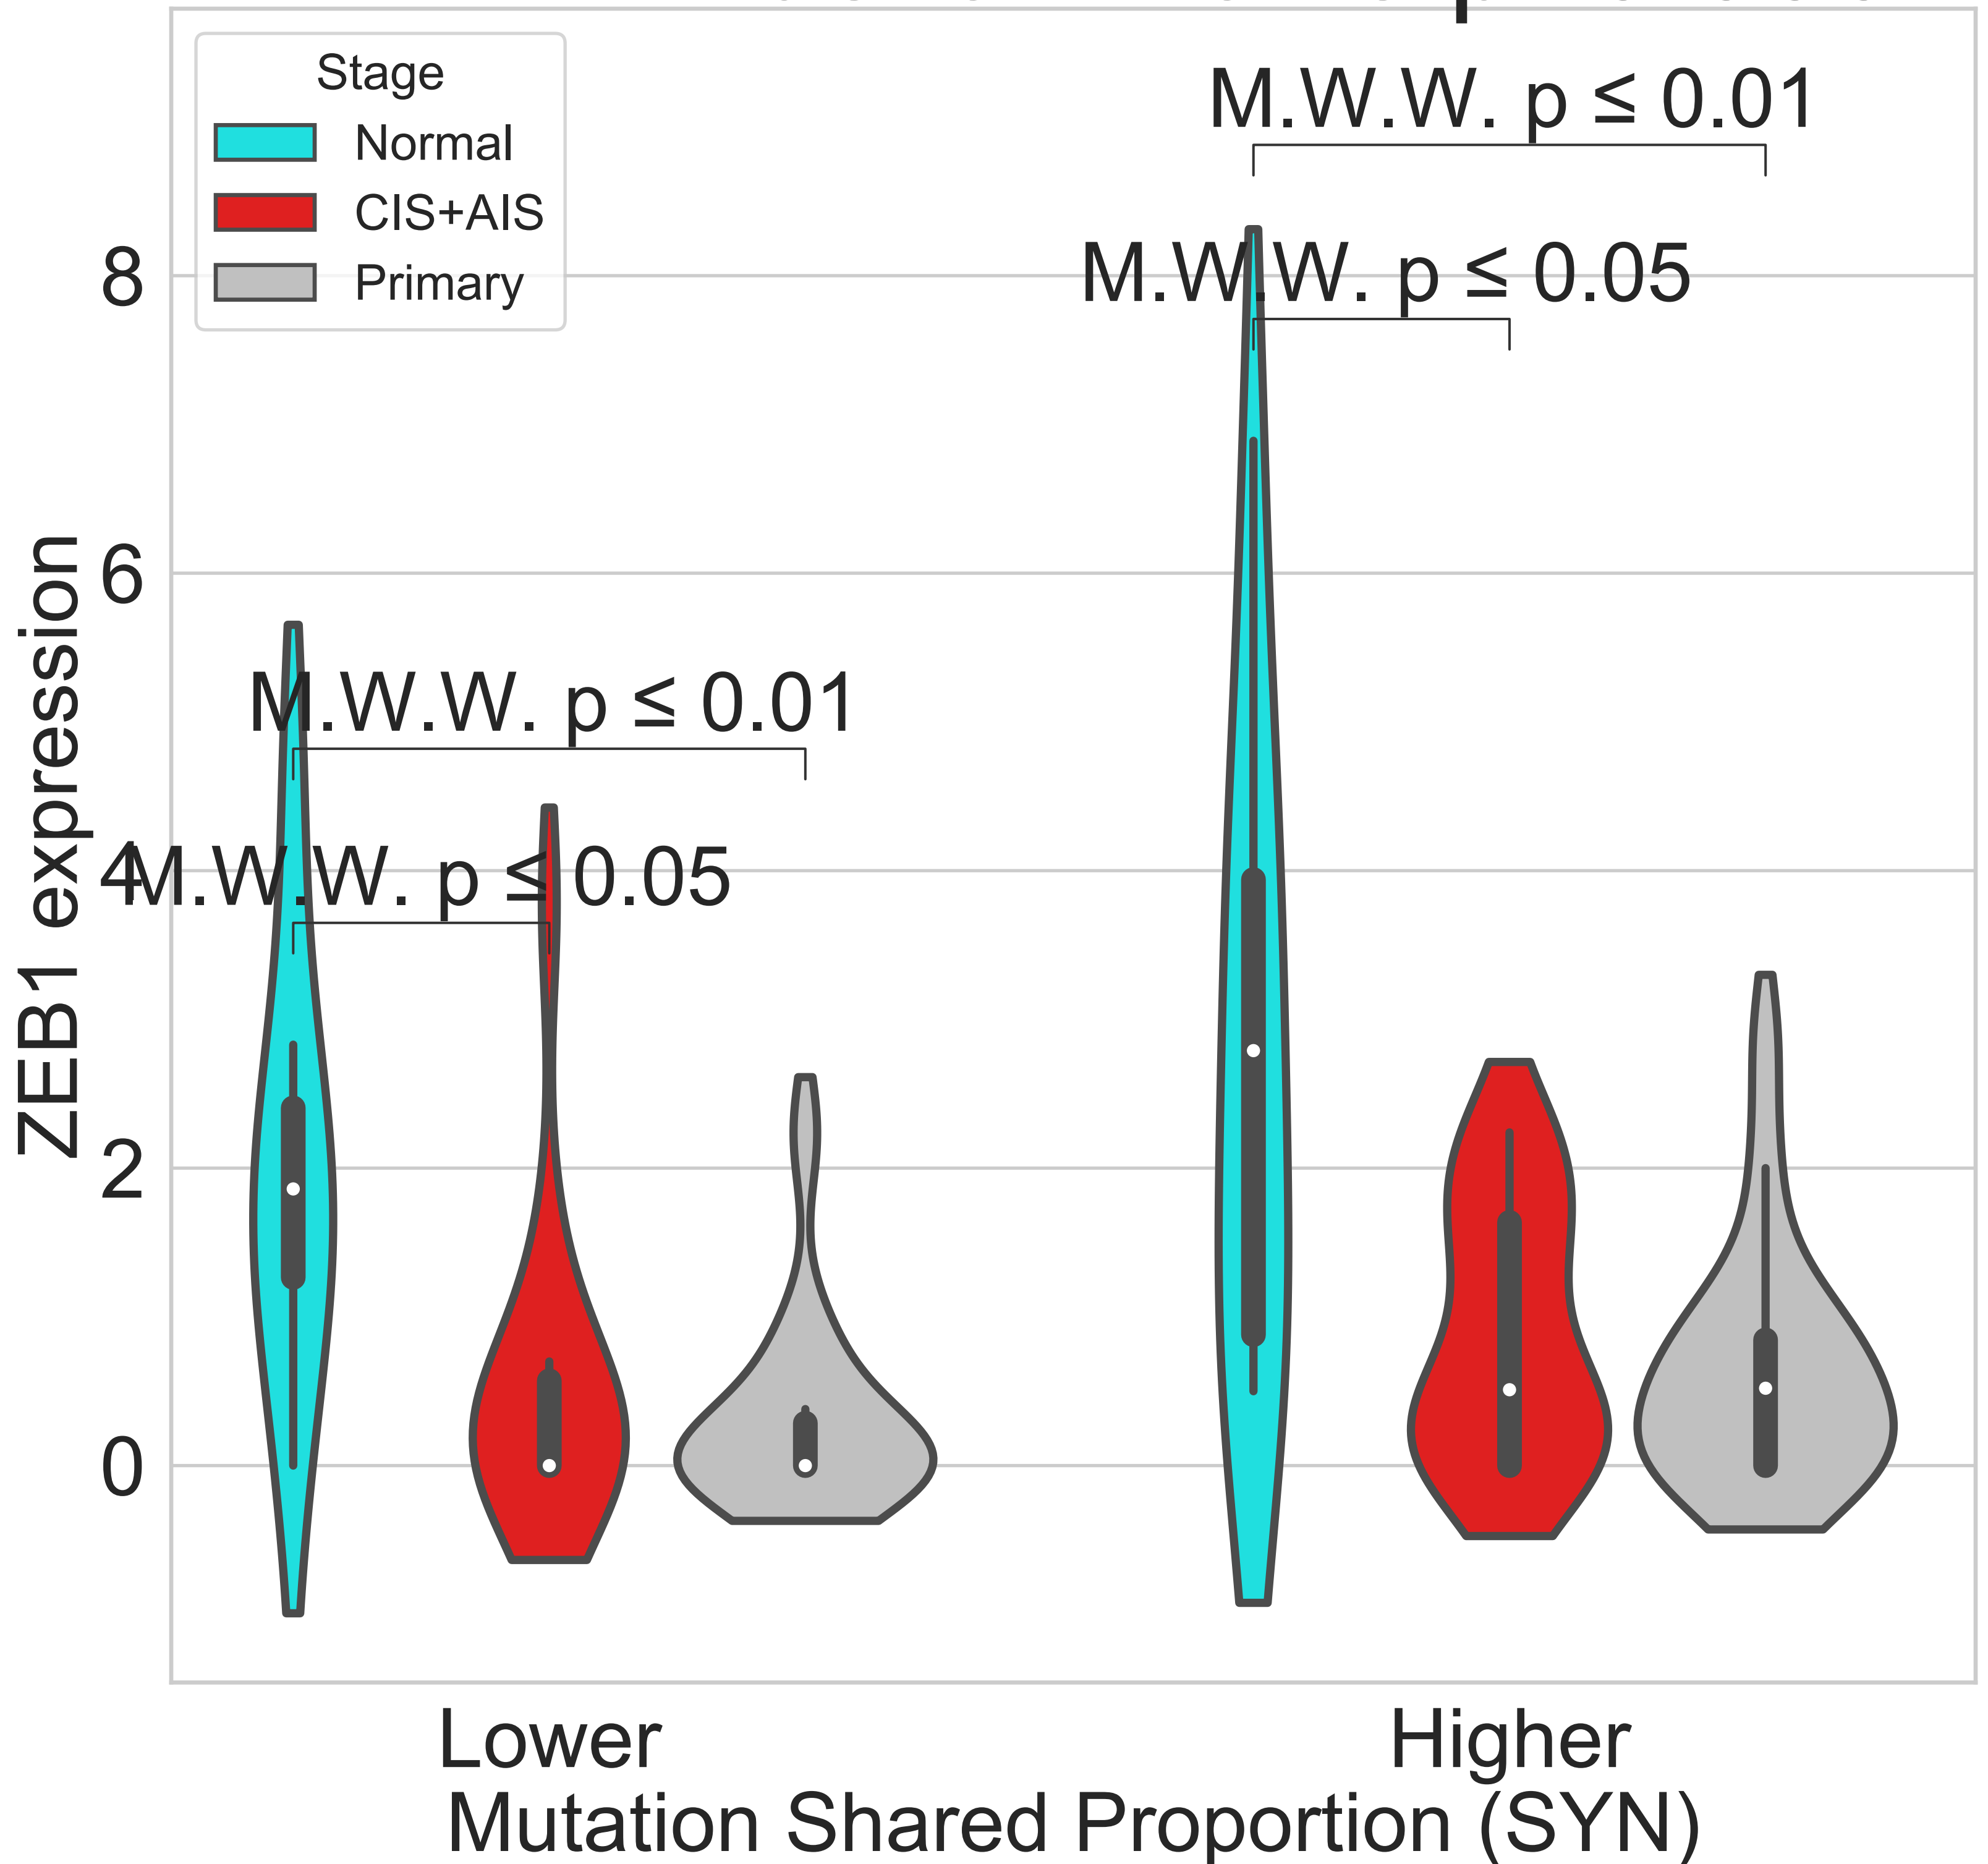 Stage
Normal
CIS+AIS
Primary
M.W.W. p ≤ 0.01
M.W.W. p ≤ 0.05
M.W.W. p ≤ 0.01
M.W.W. p ≤ 0.05
8
6
4
2
0
ZEB1 expression
Lower
Higher
Mutation Shared Proportion (SYN)